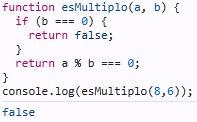 function esMultiplo(a, b) {
  if (b === 0) {
    return false;
  }
  return a % b === 0;
}
console.log(esMultiplo(8,6));
false